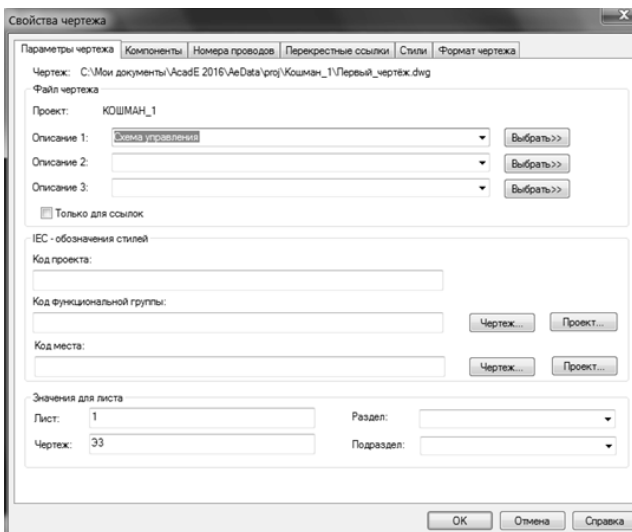 Свойства чертежа
Параметры чертежа Компоненты Номера проводов Перекрестные ссылки Стили Формат чертежа
Чертеж: C:\Мои документы\AcadE 2016\AeData\proj\Кошман_1\Первый_чертёж.dwg
Файл чертежа
Проект: КОШМАН_1
Описание 1: Схема управления Выбрать>>
Описание 2: Выбрать>>
Описание 3: Выбрать>>
Только для ссылок
IEC - обозначения стилей
Код проекта:
Код функциональной группы:
Чертеж... Проект...
Код места:
Чертеж... Проект...
Значения для листа
Лист: 1 Раздел:
Чертеж: Э3 Подраздел:
OK Отмена Справка